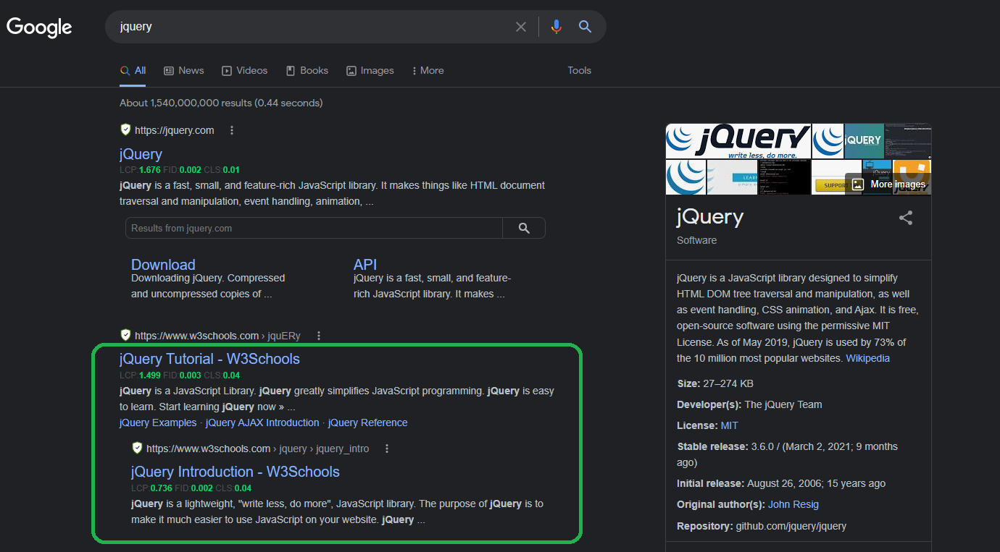 Google
jquery
All
News
Videos
Books
Images
More
Tools
About 1,540,000,000 results (0.44 seconds)
https://jquery.com
jQuery
LCP:1.676 FID:0.002 CLS:0.01
jQuery is a fast, small, and feature-rich JavaScript library. It makes things like HTML document
traversal and manipulation, event handling, animation, ...
Results from jquery.com
Download
Downloading jQuery. Compressed
and uncompressed copies of ...
API
jQuery is a fast, small, and feature-
rich JavaScript library. It makes ...
https://www.w3schools.com › jquERy
jQuery Tutorial - W3Schools
LCP:1.499 FID:0.003 CLS:0.04
jQuery is a JavaScript Library. jQuery greatly simplifies JavaScript programming. jQuery is easy
to learn. Start learning jQuery now » ...
jQuery Examples · jQuery AJAX Introduction · jQuery Reference
https://www.w3schools.com › jquery › jquery_intro
jQuery Introduction - W3Schools
LCP:0.736 FID:0.002 CLS:0.04
jQuery is a lightweight, "write less, do more", JavaScript library. The purpose of jQuery is to
make it much easier to use JavaScript on your website. jQuery ...
jQuery
write less, do more.
jQUERY
LEARN
SUPPORT
More images
jQuery
Software
jQuery is a JavaScript library designed to simplify
HTML DOM tree traversal and manipulation, as well
as event handling, CSS animation, and Ajax. It is free,
open-source software using the permissive MIT
License. As of May 2019, jQuery is used by 73% of
the 10 million most popular websites. Wikipedia
Size: 27–274 KB
Developer(s): The jQuery Team
License: MIT
Stable release: 3.6.0 / (March 2, 2021; 9 months
ago)
Initial release: August 26, 2006; 15 years ago
Original author(s): John Resig
Repository: github.com/jquery/jquery